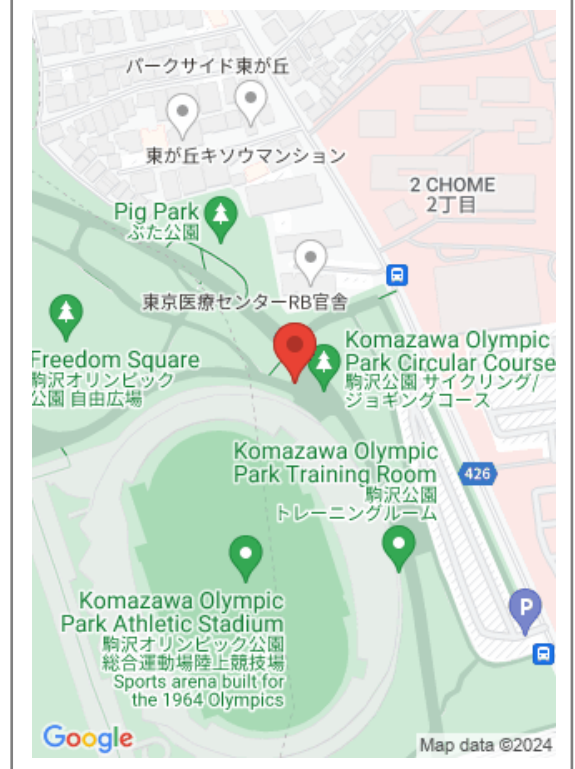 パークサイド東が丘
東が丘キソウマンション
2 CHOME
2丁目
Pig Park
ぶた公園
東京医療センターRB官舎
Freedom Square
駒沢オリンピック
公園 自由広場
Komazawa Olympic
Park Circular Course
駒沢公園 サイクリング/
ジョギングコース
Komazawa Olympic
Park Training Room
駒沢公園
トレーニングルーム
426
Komazawa Olympic
Park Athletic Stadium
駒沢オリンピック公園
総合運動場陸上競技場
Sports arena built for
the 1964 Olympics
P
Google
Map data ©2024